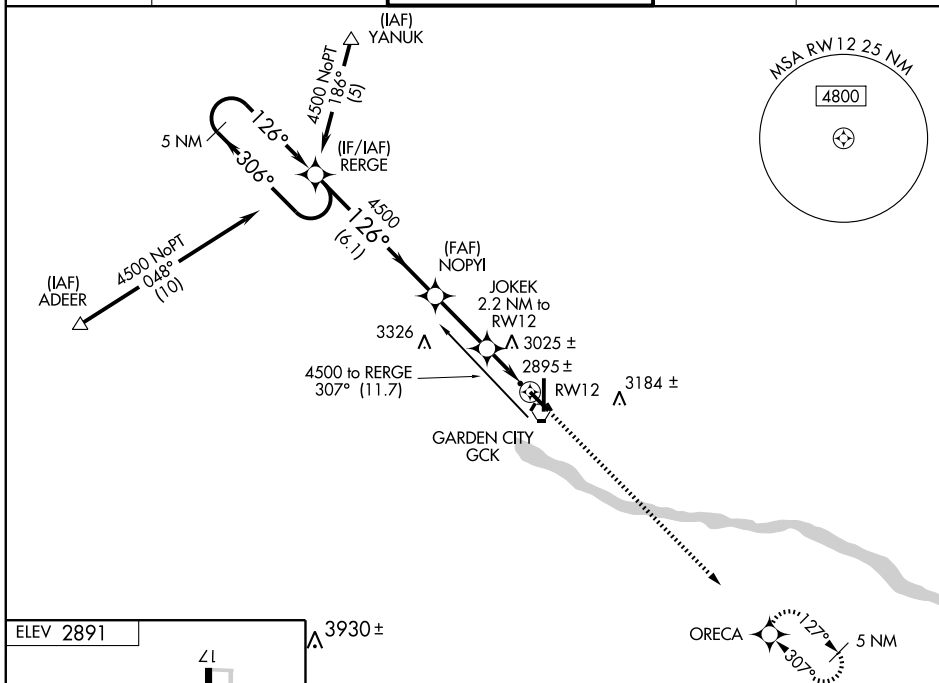 (IAF)
YANUK
4500 NoPT
186°
(5)
MSA RW12 25 NM
4800
5 NM
126°
306°
(IF/IAF)
RERGE
4500
126°
(6.1)
4500 NoPT
048°
(10)
(IAF)
ADEER
(FAF)
NOPYI
JOKEK
2.2 NM to
RW12
3326
3025 ±
2895 ±
4500 to RERGE
307° (11.7)
RW12
3184 ±
GARDEN CITY
GCK
ELEV 2891
3930 ±
17
ORECA
127°
307°
5 NM